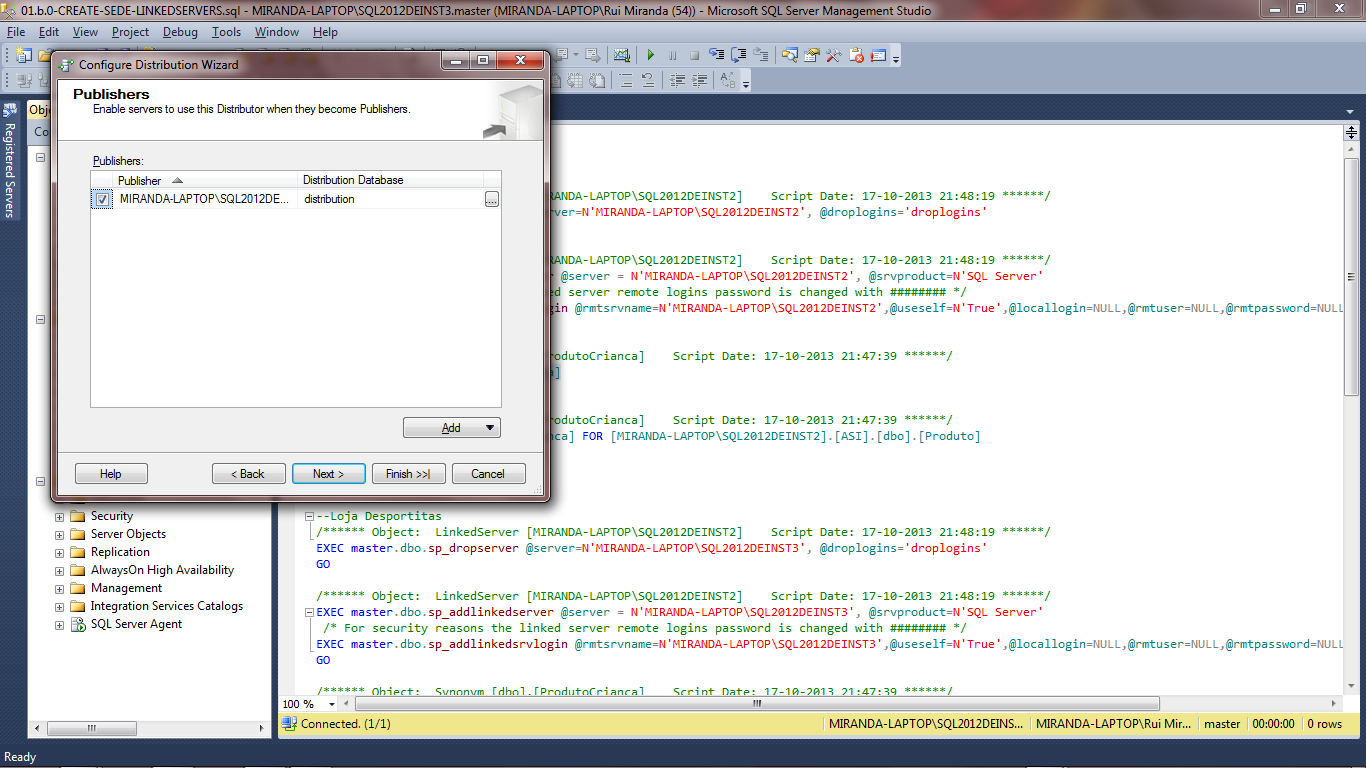 01.b.0-CREATE-SEDE-LINKEDSERVERS.sql - MIRANDA-LAPTOP\SQL2012DEINST3.master (MIRANDA-LAPTOP\Rui Miranda (54)) - Microsoft SQL Server Management Studio
File Edit View Project Debug Tools Window Help
Configure Distribution Wizard
Publishers
Enable servers to use this Distributor when they become Publishers.
Publishers:
Publisher Distribution Database
MIRANDA-LAPTOP\SQL2012DE... distribution ...
Add
Help < Back Next > Finish >>| Cancel
Registered Servers
Obje
Co
Security
Server Objects
Replication
AlwaysOn High Availability
Management
Integration Services Catalogs
SQL Server Agent
RANDA-LAPTOP\SQL2012DEINST2] Script Date: 17-10-2013 21:48:19 ******/
erver=N'MIRANDA-LAPTOP\SQL2012DEINST2', @droplogins='droplogins'
RANDA-LAPTOP\SQL2012DEINST2] Script Date: 17-10-2013 21:48:19 ******/
r @server = N'MIRANDA-LAPTOP\SQL2012DEINST2', @srvproduct=N'SQL Server'
ed server remote logins password is changed with ######## */
gin @rmtsrvname=N'MIRANDA-LAPTOP\SQL2012DEINST2',@useself=N'True',@locallogin=NULL,@rmtuser=NULL,@rmtpassword=NULL
rodutoCrianca] Script Date: 17-10-2013 21:47:39 ******/
a]
rodutoCrianca] Script Date: 17-10-2013 21:47:39 ******/
nca] FOR [MIRANDA-LAPTOP\SQL2012DEINST2].[ASI].[dbo].[Produto]
--Loja Desportitas
/****** Object: LinkedServer [MIRANDA-LAPTOP\SQL2012DEINST2] Script Date: 17-10-2013 21:48:19 ******/
EXEC master.dbo.sp_dropserver @server=N'MIRANDA-LAPTOP\SQL2012DEINST3', @droplogins='droplogins'
GO
/****** Object: LinkedServer [MIRANDA-LAPTOP\SQL2012DEINST2] Script Date: 17-10-2013 21:48:19 ******/
EXEC master.dbo.sp_addlinkedserver @server = N'MIRANDA-LAPTOP\SQL2012DEINST3', @srvproduct=N'SQL Server'
/* For security reasons the linked server remote logins password is changed with ######## */
EXEC master.dbo.sp_addlinkedsrvlogin @rmtsrvname=N'MIRANDA-LAPTOP\SQL2012DEINST3',@useself=N'True',@locallogin=NULL,@rmtuser=NULL,@rmtpassword=NULL
GO
/****** Object: Synonym [dbo].[ProdutoCrianca] Script Date: 17-10-2013 21:47:39 ******/
100 %
Connected. (1/1) MIRANDA-LAPTOP\SQL2012DEINS... MIRANDA-LAPTOP\Rui Mir... master 00:00:00 0 rows
Ready